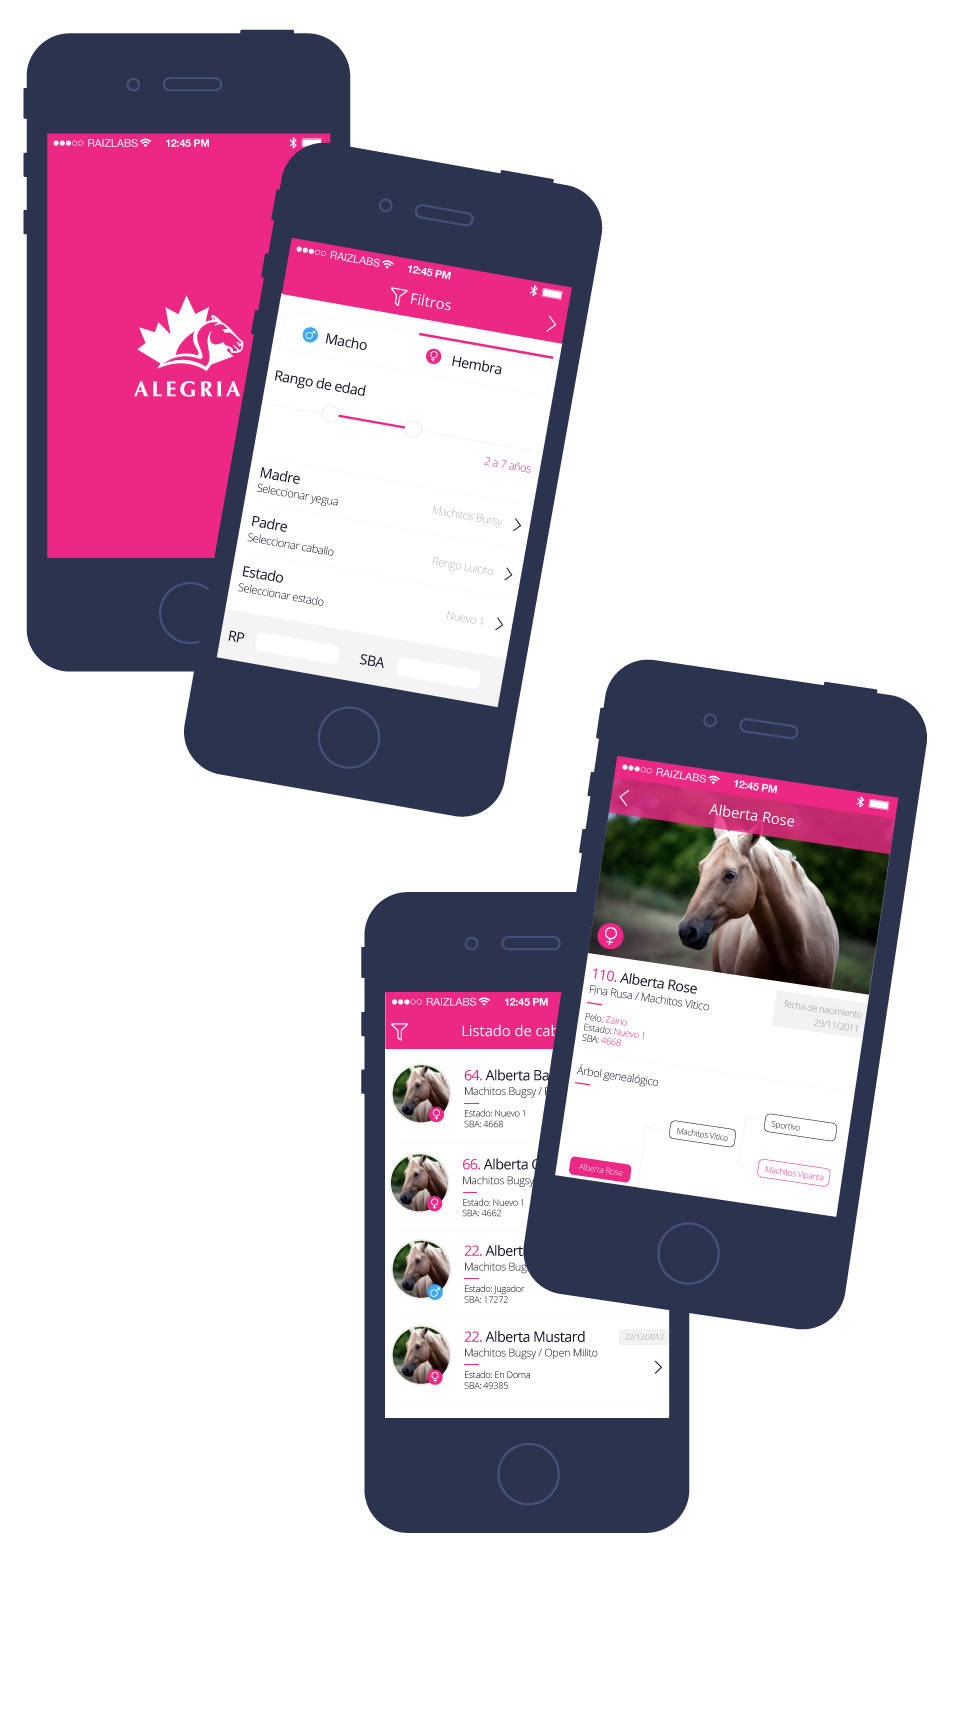 RAIZLABS 12:45 PM
ALEGRIA
RAIZLABS 12:45 PM
Filtros
Macho
Hembra
Rango de edad
2 a 7 años
Madre
Seleccionar yegua
Machitos Bursy
Padre
Seleccionar caballo
Rengo Luicito
Estado
Seleccionar estado
Nuevo 1
RP
SBA
RAIZLABS 12:45 PM
Alberta Rose
110. Alberta Rose
Fina Rusa / Machitos Vitico
fecha de nacimiento
29/11/2011
Pelo: Zaino
Estado: Nuevo 1
SBA: 4668
Árbol genealógico
Sportivo
Machitos Vitico
Machitos Viparita
Alberta Rose
RAIZLABS 12:45 PM
Listado de cab
64. Alberta Ba
Machitos Bugsy /
Estado: Nuevo 1
SBA: 4668
66. Alberta
Machitos Bugsy
Estado: Nuevo 1
SBA: 4662
22. Albert
Machitos Bug
Estado: Jugador
SBA: 17272
22. Alberta Mustard
22/12/2012
Machitos Bugsy / Open Milito
Estado: En Doma
SBA: 49385